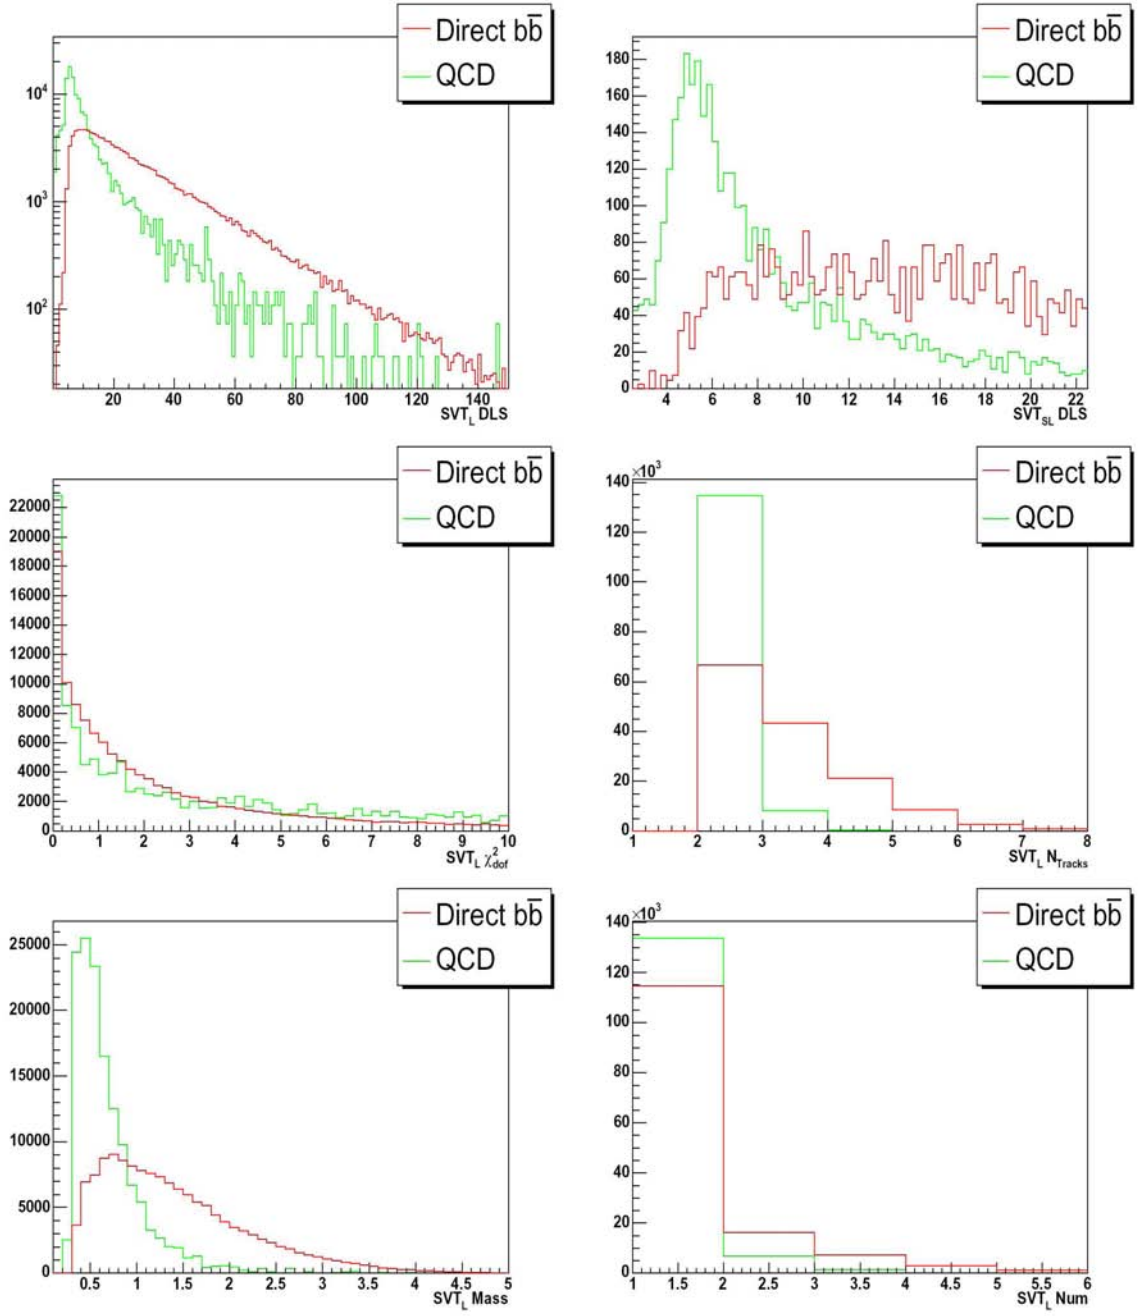 Direct bb̅
QCD
10⁴
10³
10²
20 40 60 80 100 120 140
SVT_L DLS
Direct bb̅
QCD
180
160
140
120
100
80
60
40
20
0
4 6 8 10 12 14 16 18 20 22
SVT_SL DLS
Direct bb̅
QCD
22000
20000
18000
16000
14000
12000
10000
8000
6000
4000
2000
0
0 1 2 3 4 5 6 7 8 9 10
SVT_L χ²_dof
Direct bb̅
QCD
×10³
140
120
100
80
60
40
20
0
1 2 3 4 5 6 7 8
SVT_L N_Tracks
Direct bb̅
QCD
25000
20000
15000
10000
5000
0
0.5 1 1.5 2 2.5 3 3.5 4 4.5 5
SVT_L Mass
Direct bb̅
QCD
×10³
140
120
100
80
60
40
20
0
1 1.5 2 2.5 3 3.5 4 4.5 5 5.5 6
SVT_L Num